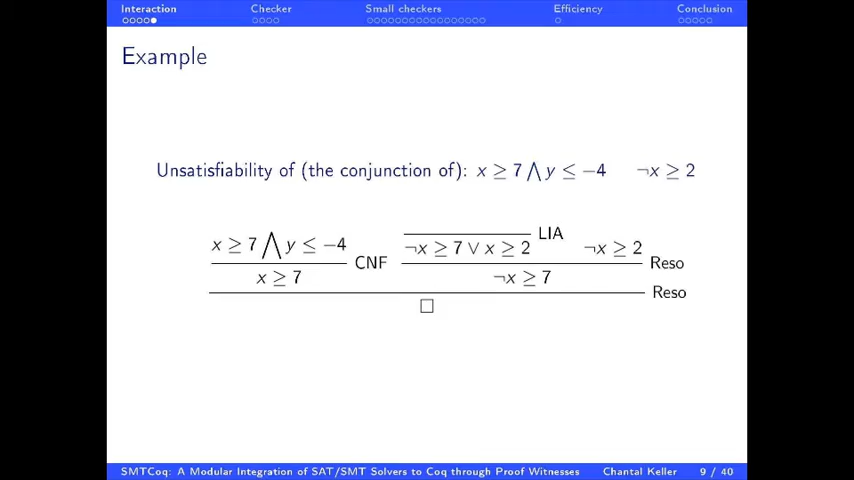 Interaction Checker Small checkers Efficiency Conclusion
Example
Unsatisfiability of (the conjunction of): x ≥ 7 ⋀ y ≤ −4 ¬x ≥ 2
LIA
x ≥ 7 ⋀ y ≤ −4 ¬x ≥ 7 ∨ x ≥ 2 ¬x ≥ 2
CNF Reso
x ≥ 7 ¬x ≥ 7
Reso
□
SMTCoq: A Modular Integration of SAT/SMT Solvers to Coq through Proof Witnesses Chantal Keller 9 / 40